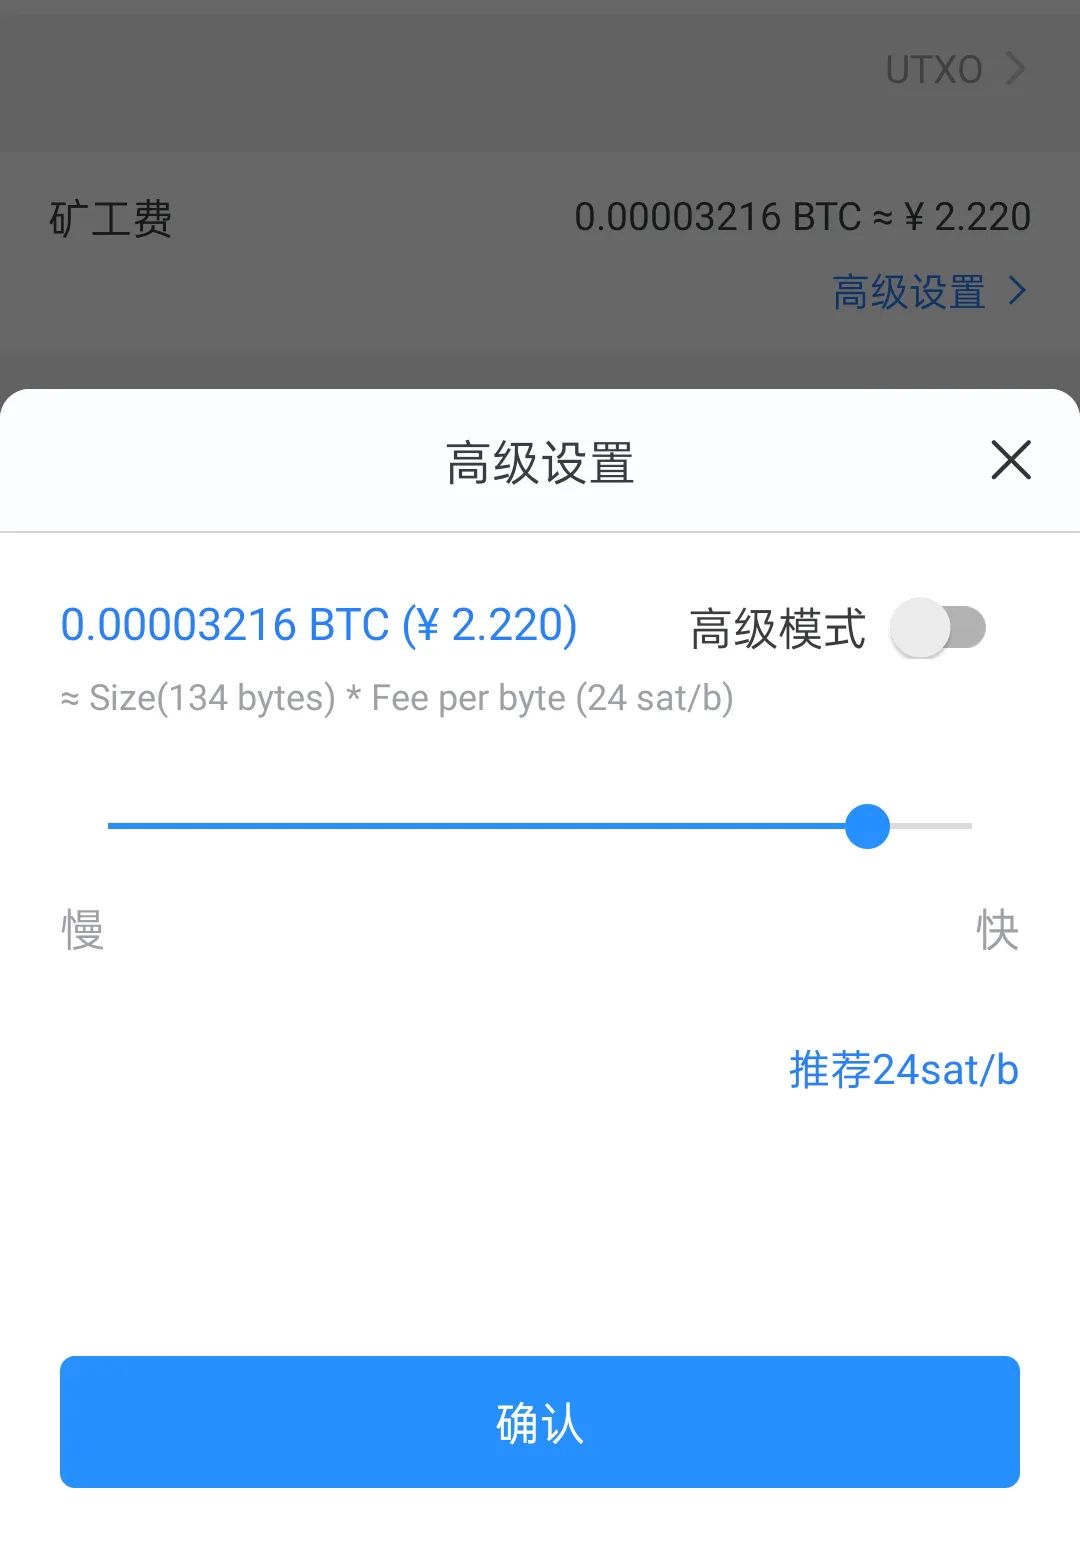 UTXO
矿工费
0.00003216 BTC ≈ ¥ 2.220
高级设置
高级设置
0.00003216 BTC (¥ 2.220)
高级模式
≈ Size(134 bytes) * Fee per byte (24 sat/b)
慢
快
推荐24sat/b
确认